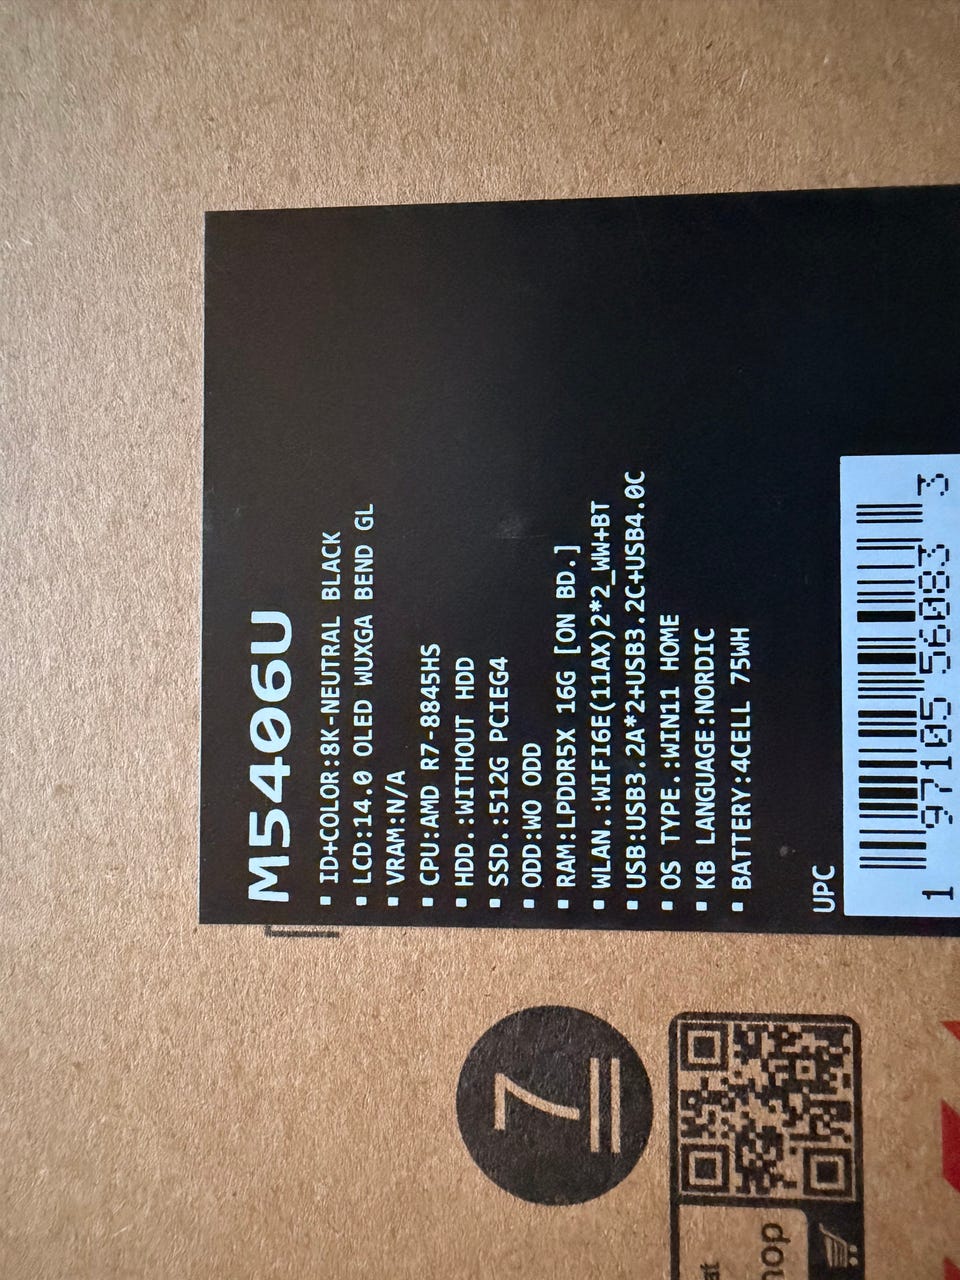 M5406U
▪ ID+COLOR:8K-NEUTRAL BLACK
▪ LCD:14.0 OLED WUXGA BEND GL
▪ VRAM:N/A
▪ CPU:AMD R7-8845HS
▪ HDD.:WITHOUT HDD
▪ SSD.:512G PCIEG4
▪ ODD:WO ODD
▪ RAM:LPDDR5X 16G [ON BD.]
▪ WLAN.:WIFI6E(11AX)2*2_WW+BT
▪ USB:USB3.2A*2+USB3.2C+USB4.0C
▪ OS TYPE.:WIN11 HOME
▪ KB LANGUAGE:NORDIC
▪ BATTERY:4CELL 75WH
UPC
1 97105 56083 3
7